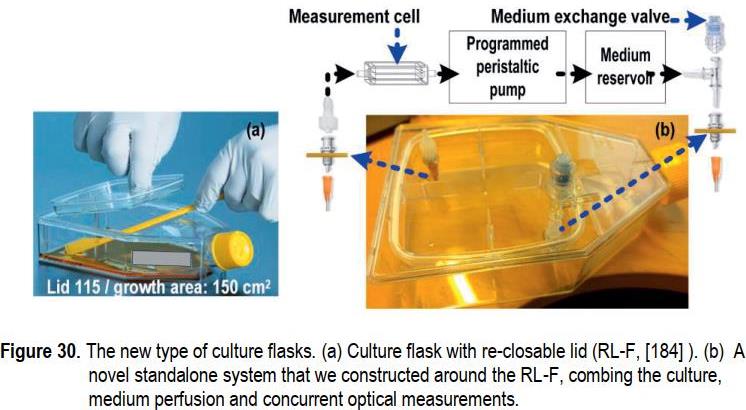 Measurement cell
Medium exchange valve
Programmed
peristaltic
pump
Medium
reservoir
(a)
(b)
Lid 115 / growth area: 150 cm²
Figure 30. The new type of culture flasks. (a) Culture flask with re-closable lid (RL-F, [184] ). (b) A
novel standalone system that we constructed around the RL-F, combing the culture,
medium perfusion and concurrent optical measurements.